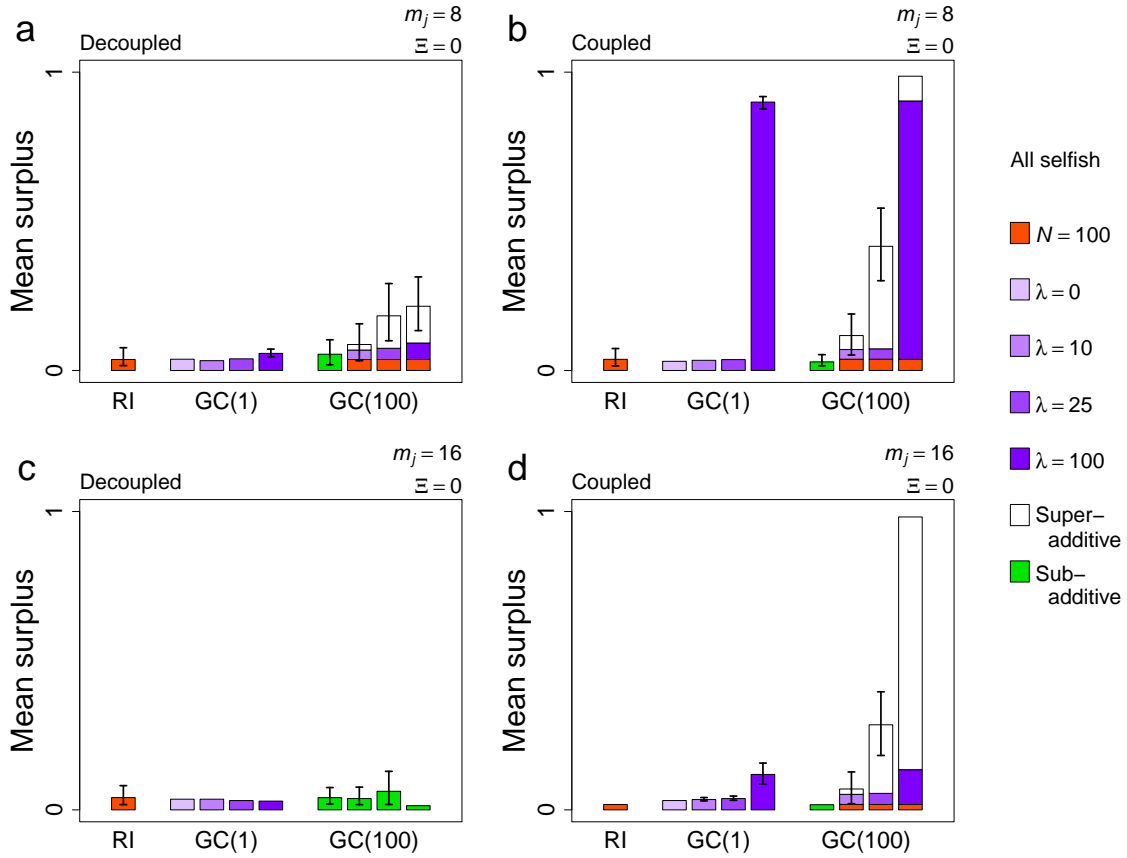 a
Decoupled
m_j = 8
Ξ = 0
Mean surplus
1
0
RI GC(1) GC(100)
b
Coupled
m_j = 8
Ξ = 0
Mean surplus
1
0
RI GC(1) GC(100)
c
Decoupled
m_j = 16
Ξ = 0
Mean surplus
1
0
RI GC(1) GC(100)
d
Coupled
m_j = 16
Ξ = 0
Mean surplus
1
0
RI GC(1) GC(100)
All selfish
N = 100
λ = 0
λ = 10
λ = 25
λ = 100
Super−
additive
Sub−
additive